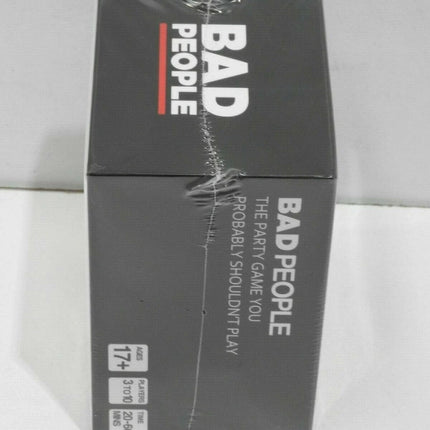 BAD
PEOPLE
BAD PEOPLE
THE PARTY GAME YOU
PROBABLY SHOULDN'T PLAY
AGES
17+
PLAYERS
3 TO 10
TIME
MINS